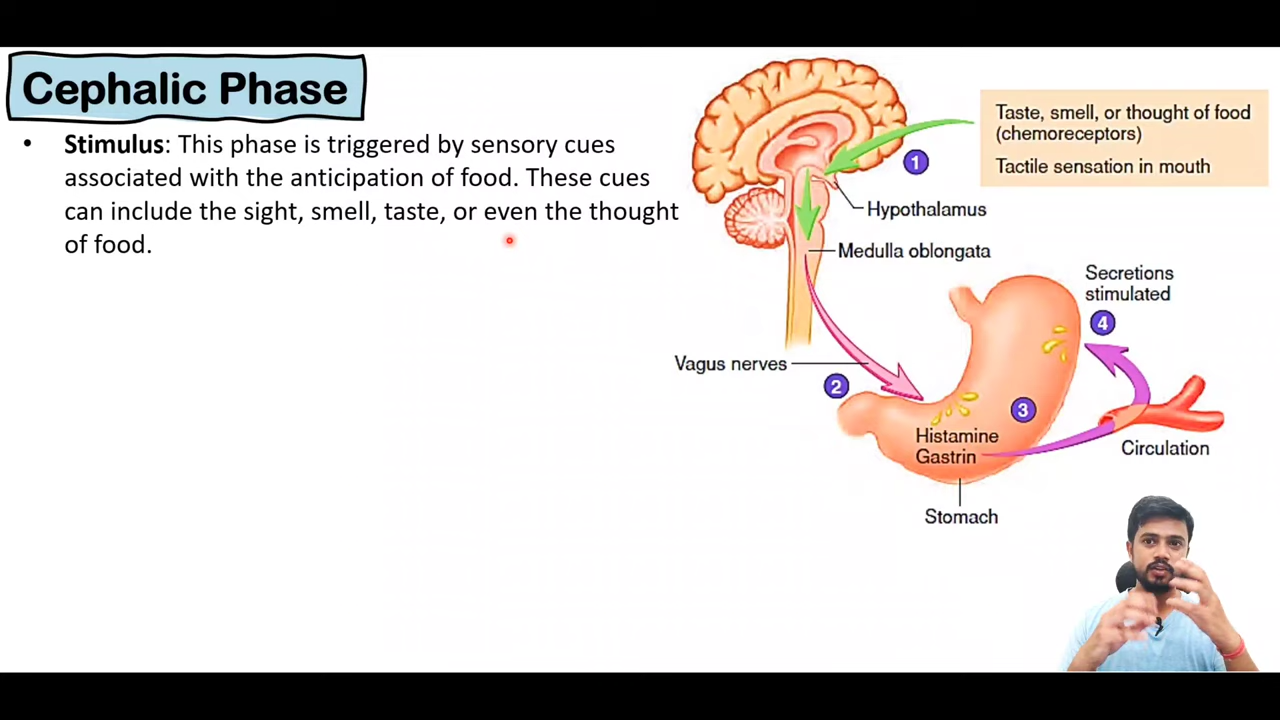 Cephalic Phase
• Stimulus: This phase is triggered by sensory cues
associated with the anticipation of food. These cues
can include the sight, smell, taste, or even the thought
of food.
Taste, smell, or thought of food
(chemoreceptors)
Tactile sensation in mouth
1
Hypothalamus
Medulla oblongata
Secretions
stimulated
4
Vagus nerves
2
3
Histamine
Gastrin
Circulation
Stomach